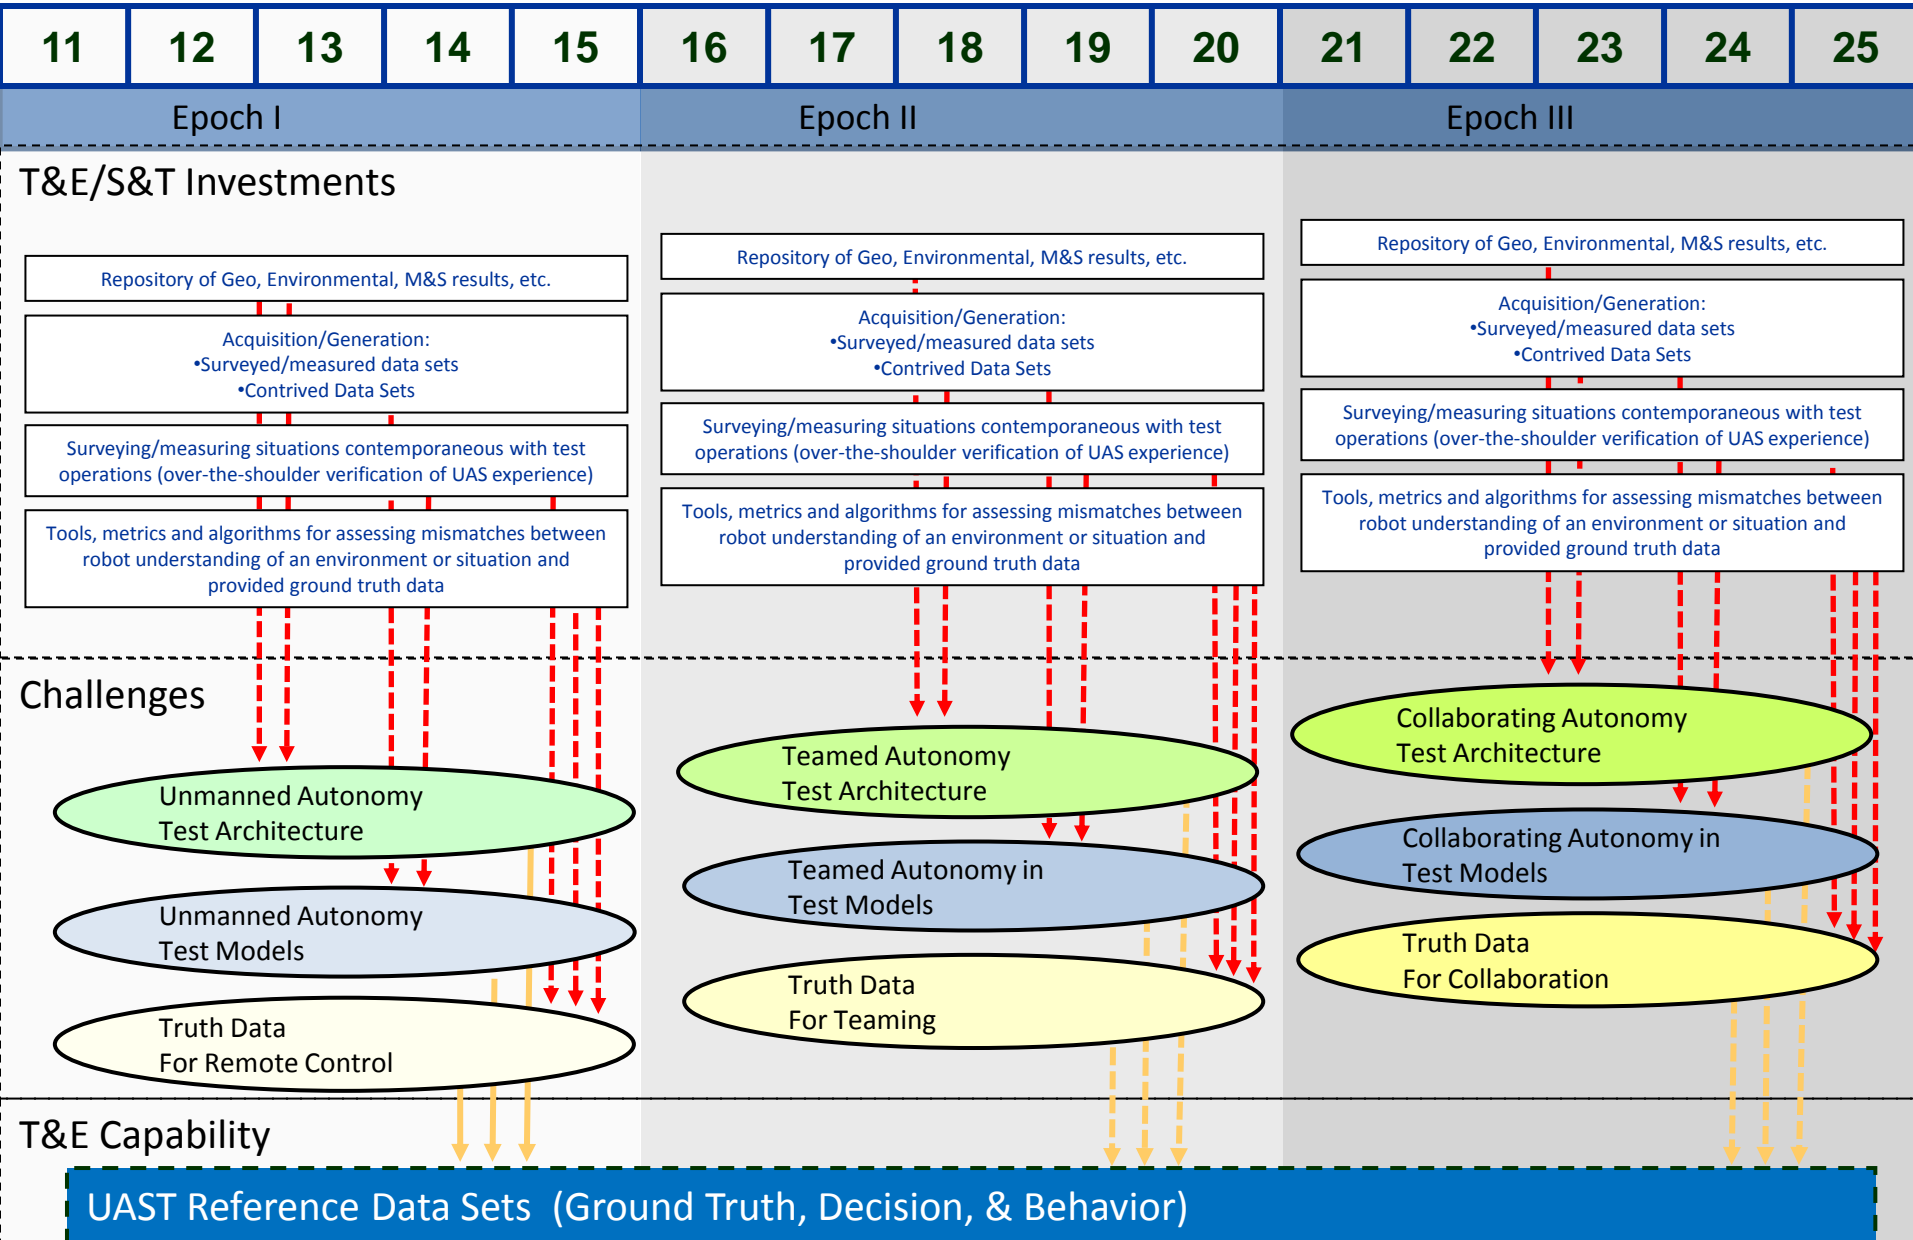 11 12 13 14 15 16 17 18 19 20 21 22 23 24 25
Epoch I Epoch II Epoch III
T&E/S&T Investments
Repository of Geo, Environmental, M&S results, etc.
Acquisition/Generation:
•Surveyed/measured data sets
•Contrived Data Sets
Surveying/measuring situations contemporaneous with test
operations (over-the-shoulder verification of UAS experience)
Tools, metrics and algorithms for assessing mismatches between
robot understanding of an environment or situation and
provided ground truth data
Repository of Geo, Environmental, M&S results, etc.
Acquisition/Generation:
•Surveyed/measured data sets
•Contrived Data Sets
Surveying/measuring situations contemporaneous with test
operations (over-the-shoulder verification of UAS experience)
Tools, metrics and algorithms for assessing mismatches between
robot understanding of an environment or situation and
provided ground truth data
Repository of Geo, Environmental, M&S results, etc.
Acquisition/Generation:
•Surveyed/measured data sets
•Contrived Data Sets
Surveying/measuring situations contemporaneous with test
operations (over-the-shoulder verification of UAS experience)
Tools, metrics and algorithms for assessing mismatches between
robot understanding of an environment or situation and
provided ground truth data
Challenges
Unmanned Autonomy
Test Architecture
Unmanned Autonomy
Test Models
Truth Data
For Remote Control
Teamed Autonomy
Test Architecture
Teamed Autonomy in
Test Models
Truth Data
For Teaming
Collaborating Autonomy
Test Architecture
Collaborating Autonomy in
Test Models
Truth Data
For Collaboration
T&E Capability
UAST Reference Data Sets (Ground Truth, Decision, & Behavior)